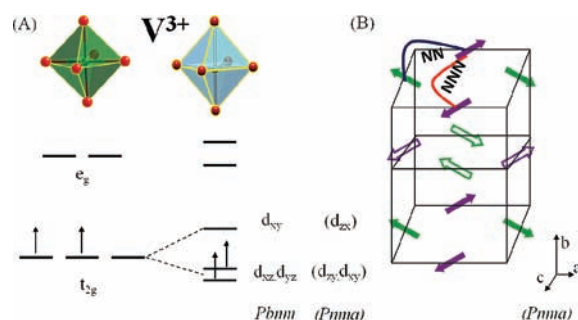 (A)
V3+
(B)
NN
NNN
eg
dxy (dzx)
t2g
dxz,dyz (dzy,dxy)
Pbnm (Pnma)
b
a
c
(Pnma)